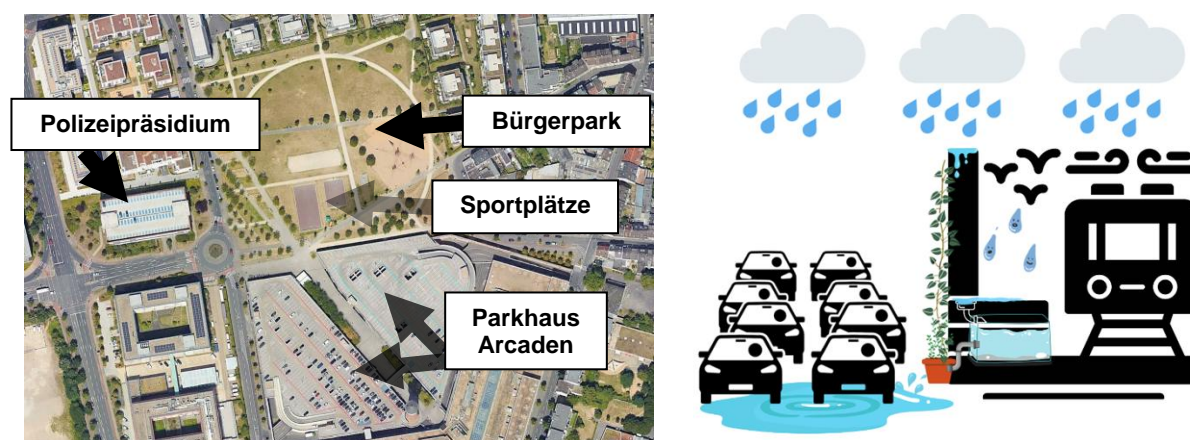 Polizeipräsidium
Bürgerpark
Sportplätze
Parkhaus
Arcaden